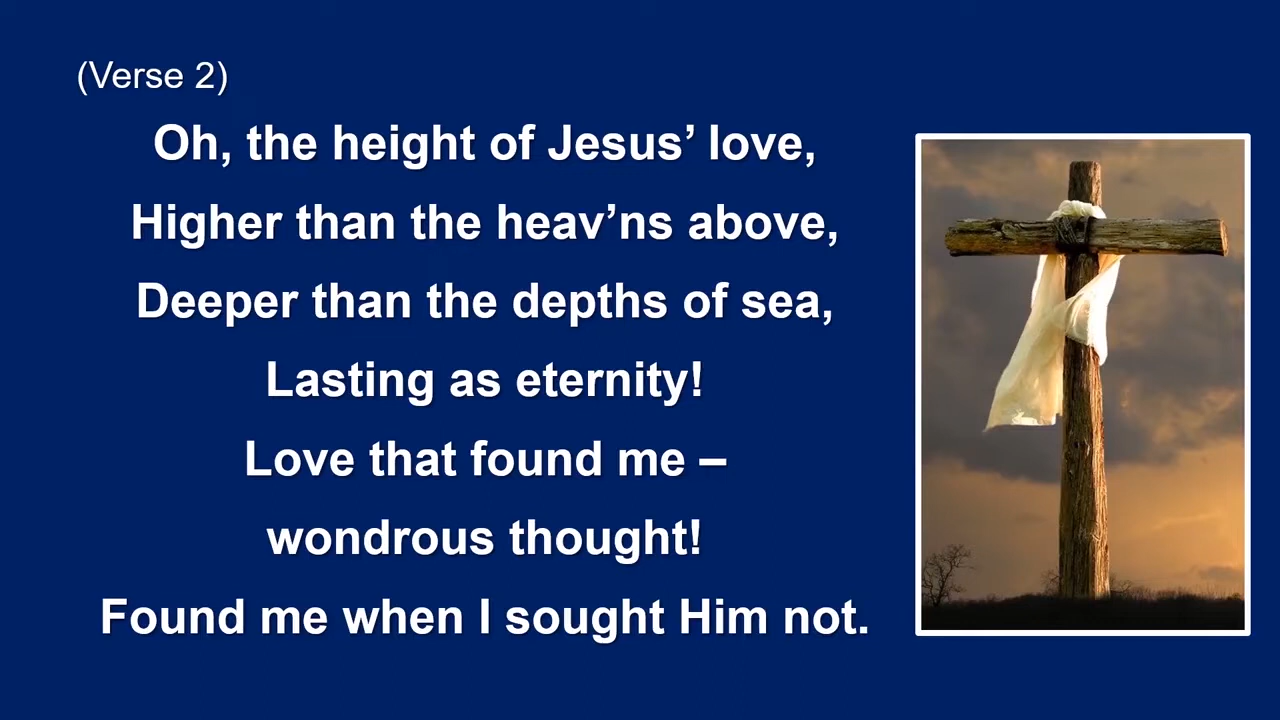 (Verse 2)
Oh, the height of Jesus’ love,
Higher than the heav’ns above,
Deeper than the depths of sea,
Lasting as eternity!
Love that found me –
wondrous thought!
Found me when I sought Him not.